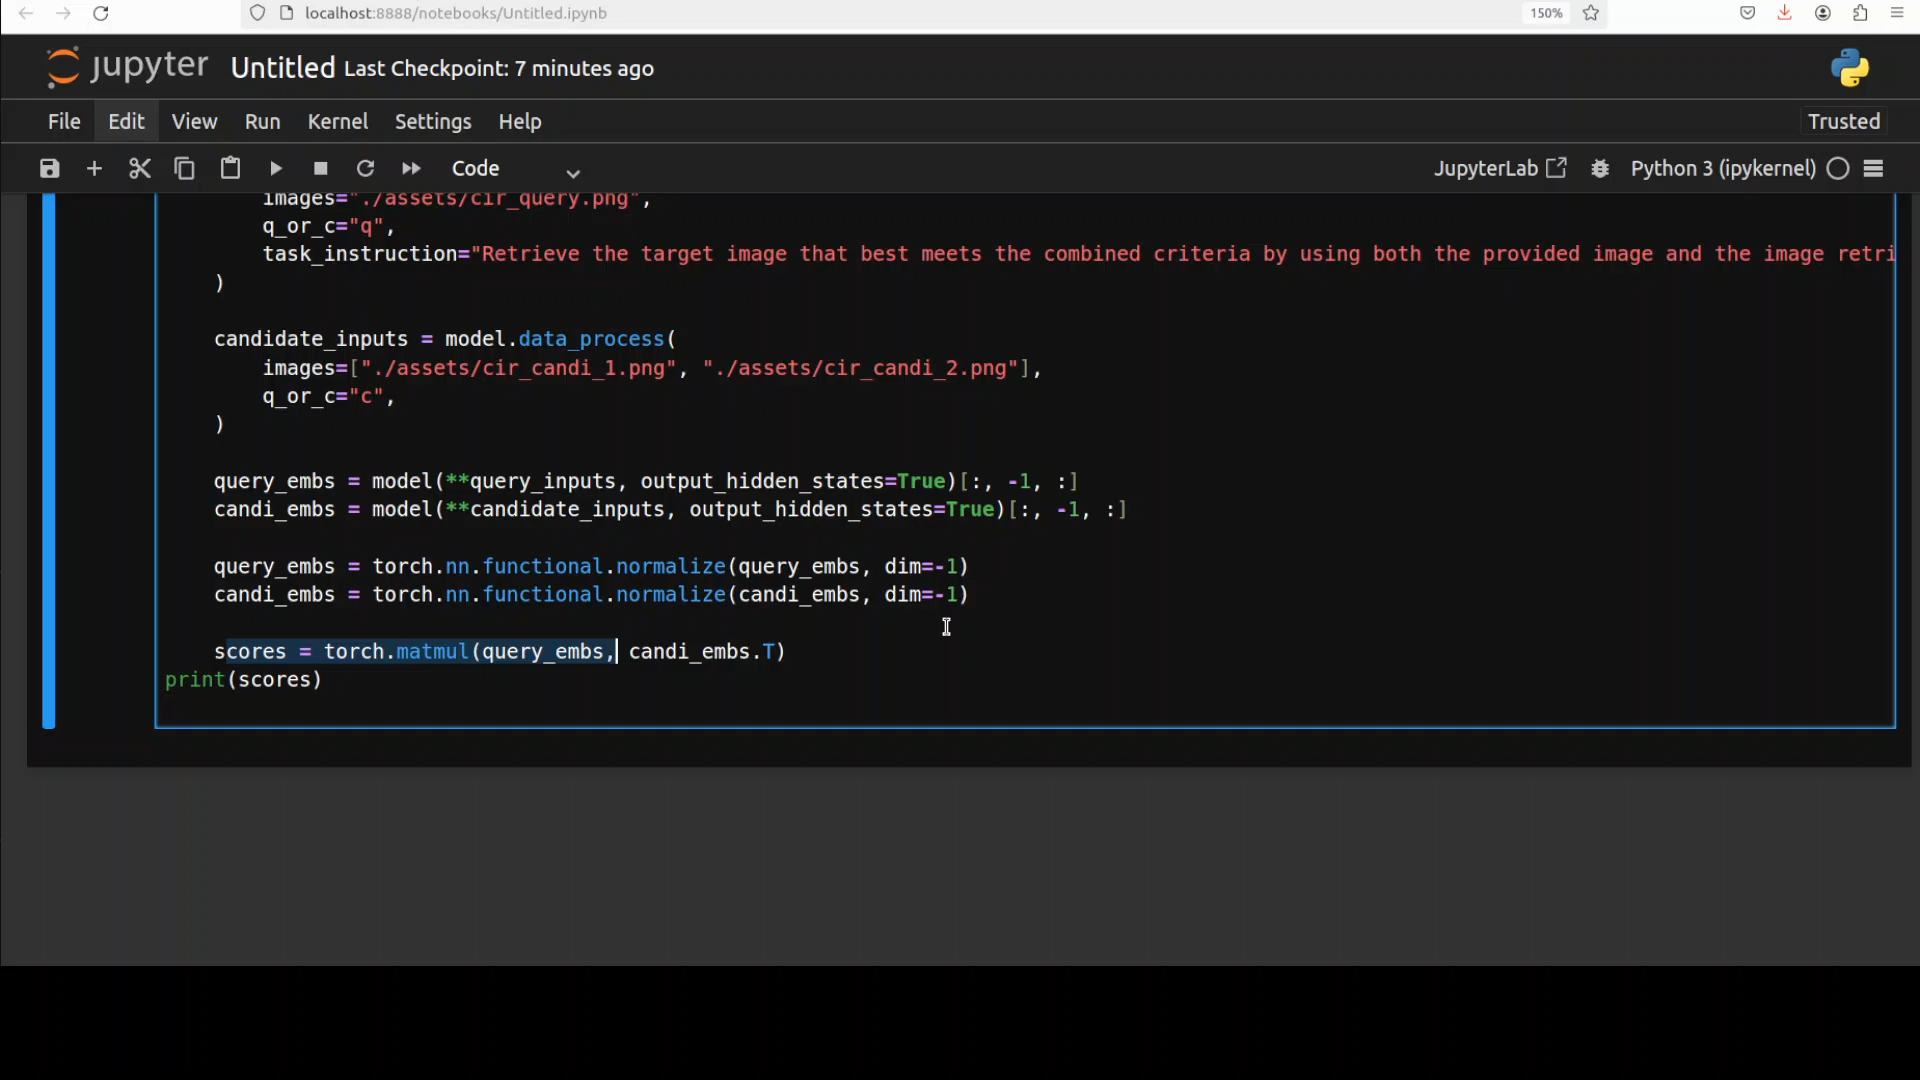 localhost:8888/notebooks/Untitled.ipynb
150%
jupyter Untitled Last Checkpoint: 7 minutes ago
File Edit View Run Kernel Settings Help
Trusted
Code
JupyterLab
Python 3 (ipykernel)
images="./assets/cir_query.png",
q_or_c="q",
task_instruction="Retrieve the target image that best meets the combined criteria by using both the provided image and the image retri
)
candidate_inputs = model.data_process(
images=["./assets/cir_candi_1.png", "./assets/cir_candi_2.png"],
q_or_c="c",
)
query_embs = model(**query_inputs, output_hidden_states=True)[:, -1, :]
candi_embs = model(**candidate_inputs, output_hidden_states=True)[:, -1, :]
query_embs = torch.nn.functional.normalize(query_embs, dim=-1)
candi_embs = torch.nn.functional.normalize(candi_embs, dim=-1)
scores = torch.matmul(query_embs, candi_embs.T)
print(scores)